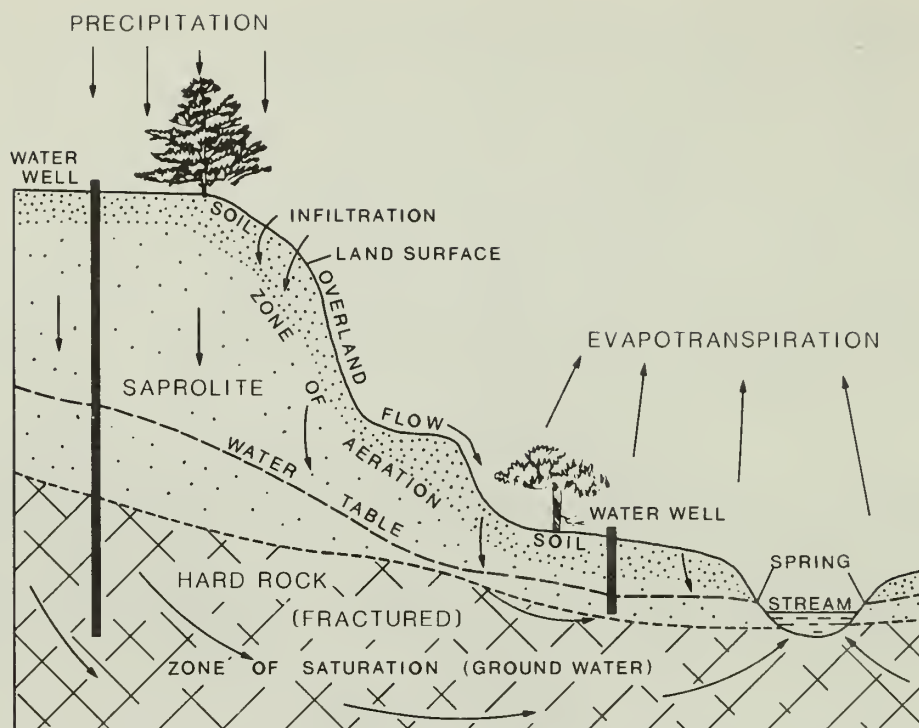 PRECIPITATION
WATER
WELL
SOIL
INFILTRATION
LAND SURFACE
OVERLAND
FLOW
ZONE
OF
AERATION
EVAPOTRANSPIRATION
SAPROLITE
WATER
TABLE
WATER WELL
SOIL
SPRING
STREAM
HARD ROCK
(FRACTURED)
ZONE OF SATURATION (GROUND WATER)